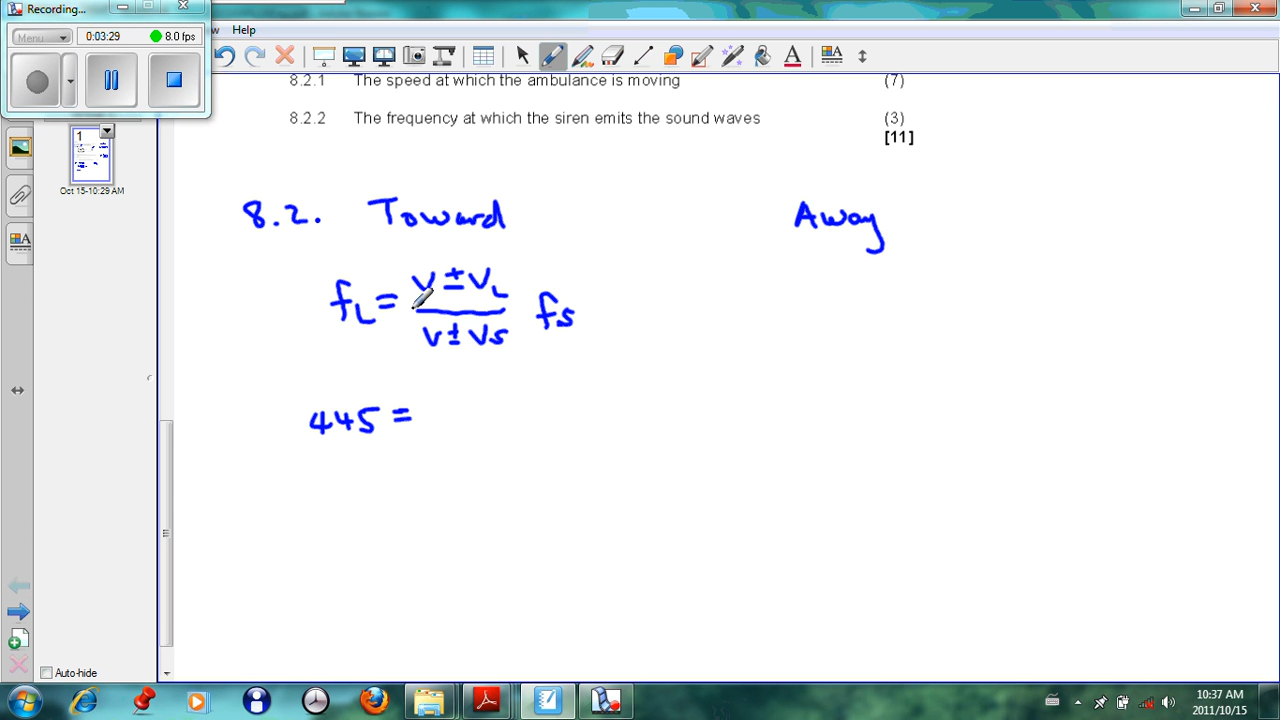 Recording...
Menu
0:03:29
8.0 fps
Help
8.2.1 The speed at which the ambulance is moving (7)
8.2.2 The frequency at which the siren emits the sound waves (3)
[11]
1
Oct 15-10:29 AM
8.2. Toward Away
fL = v ± vL / v ± vs fs
445 =
Auto-hide
10:37 AM
2011/10/15